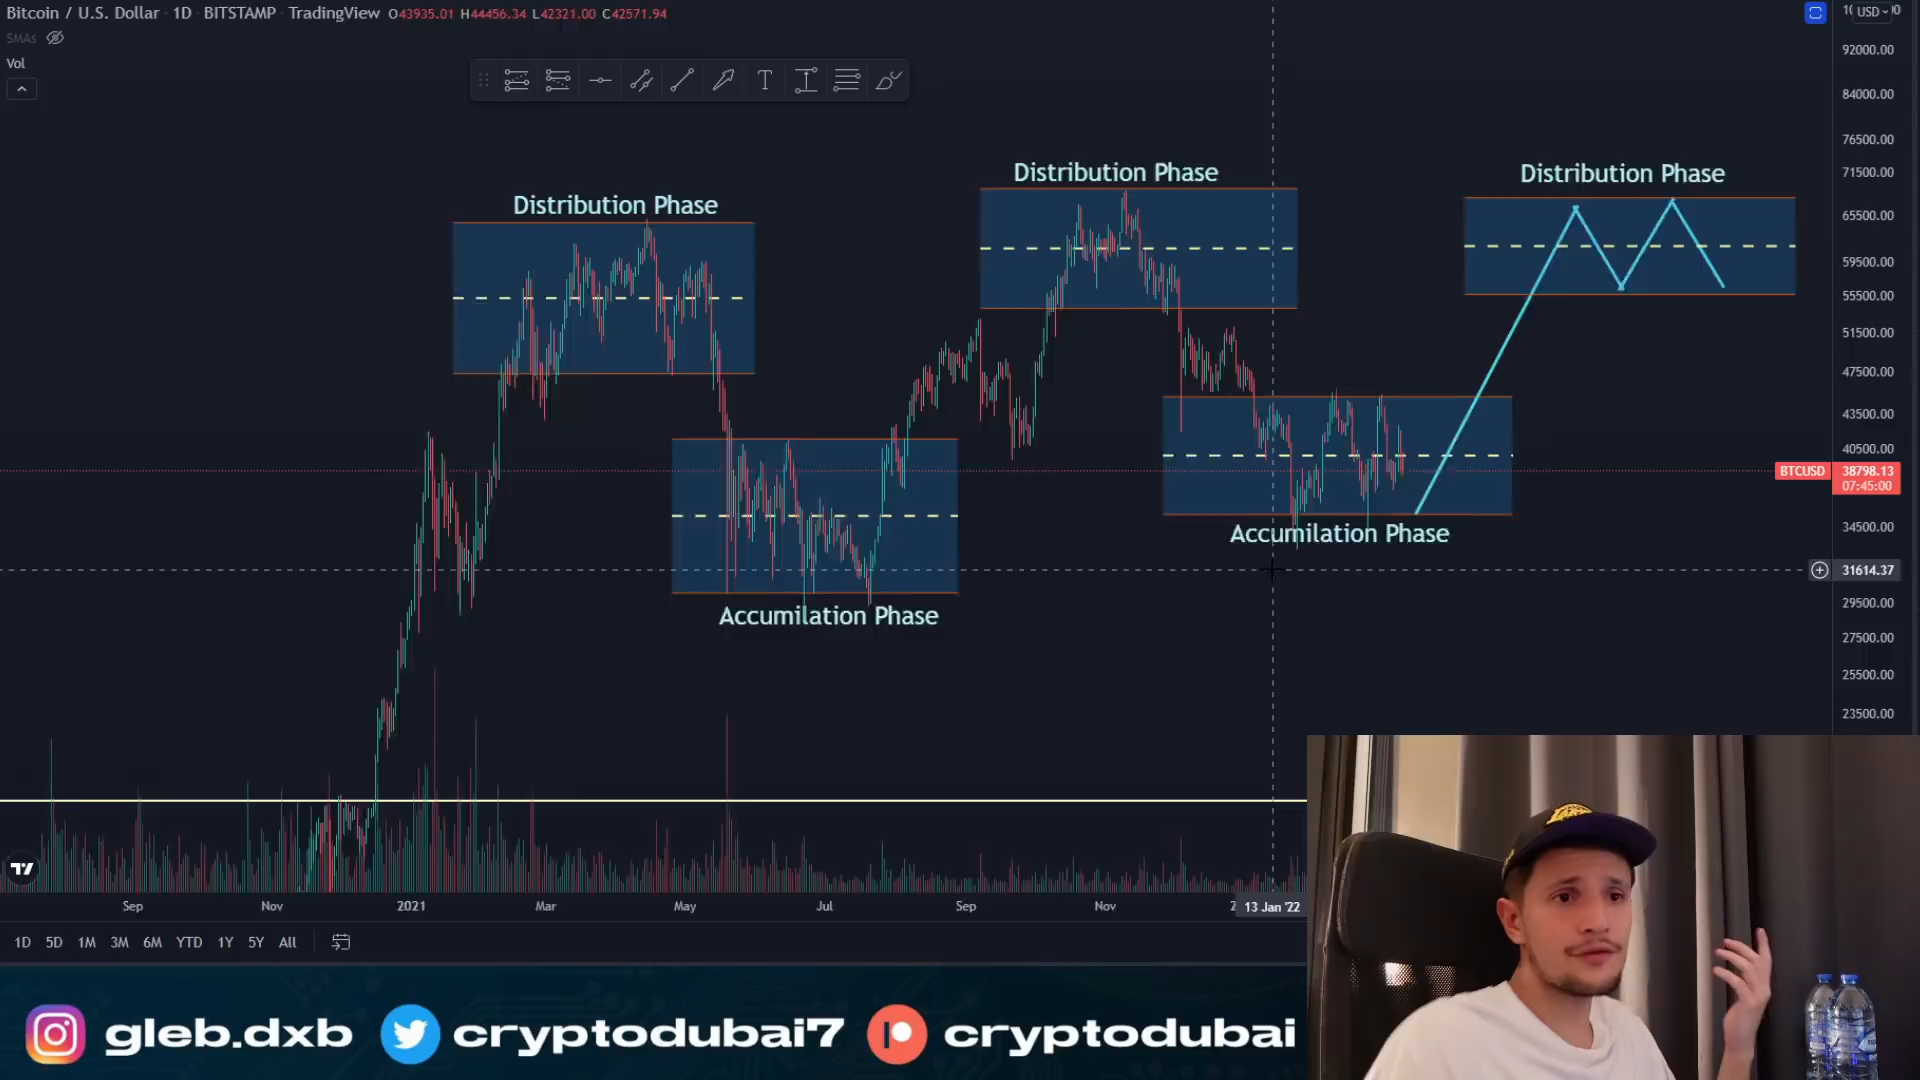 Bitcoin / U.S. Dollar · 1D · BITSTAMP · TradingView O43935.01 H44456.34 L42321.00 C42571.94
SMAs
Vol
USD
92000.00
84000.00
76500.00
71500.00
65500.00
59500.00
55500.00
51500.00
47500.00
43500.00
40500.00
BTCUSD 38798.13
07:45:00
34500.00
31614.37
29500.00
27500.00
25500.00
23500.00
Distribution Phase
Distribution Phase
Distribution Phase
Accumilation Phase
Accumilation Phase
Sep Nov 2021 Mar May Jul Sep Nov 13 Jan '22
1D 5D 1M 3M 6M YTD 1Y 5Y All
gleb.dxb cryptodubai7 cryptodubai